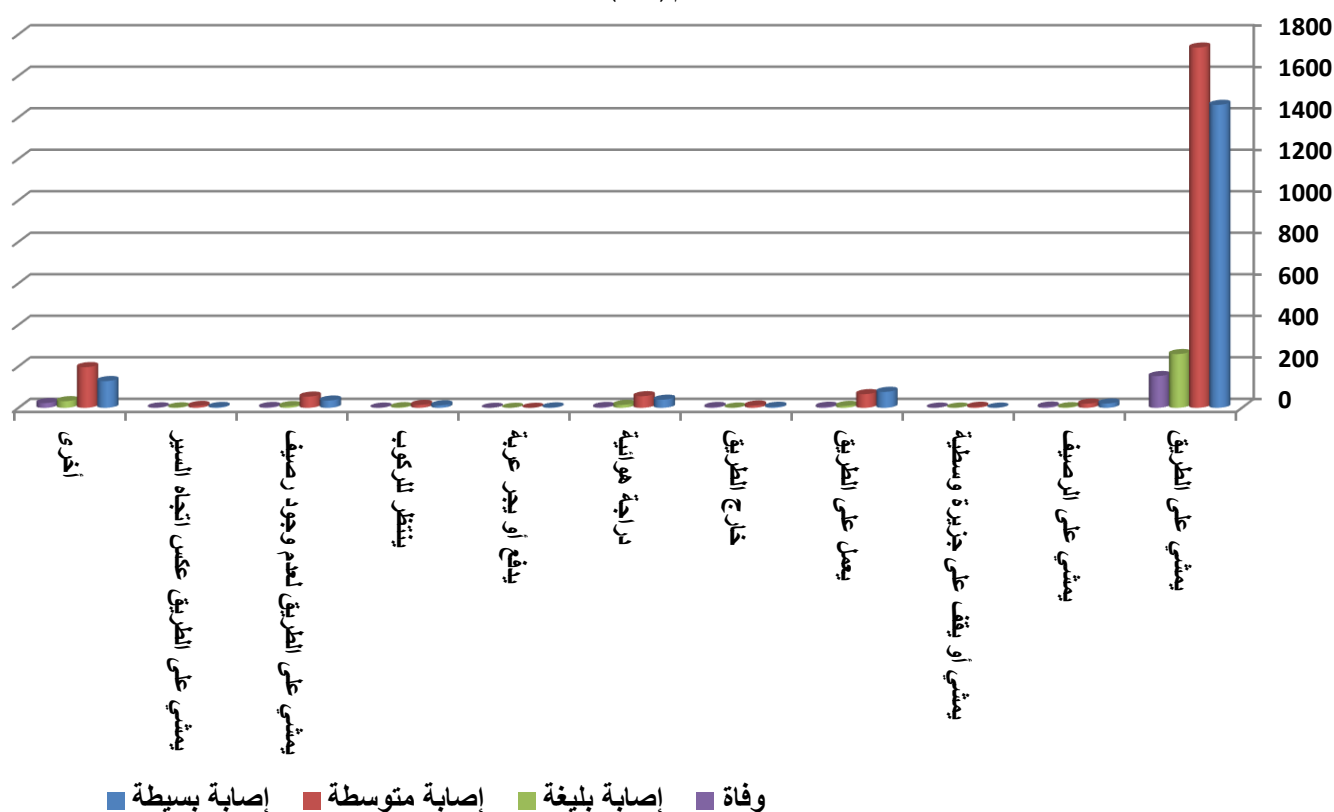 1800
1600
1400
1200
1000
800
600
400
200
0
يمشي على الطريق
يمشي على الرصيف
يمشي أو يقف على جزيرة وسطية
يعمل على الطريق
خارج الطريق
دراجة هوائية
يدفع أو يجر عربة
ينتظر للركوب
يمشي على الطريق لعدم وجود رصيف
يمشي على الطريق عكس اتجاه السير
أخرى
وفاة إصابة بليغة إصابة متوسطة إصابة بسيطة